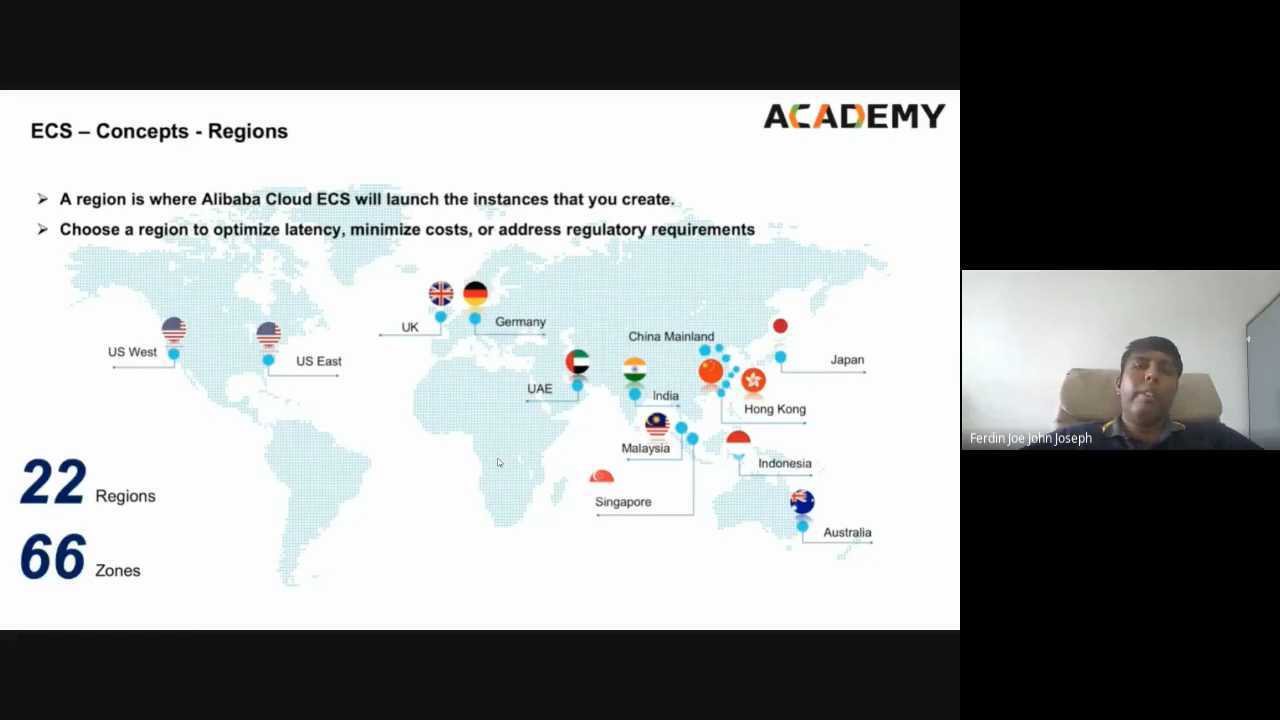 ACADEMY
ECS – Concepts - Regions
A region is where Alibaba Cloud ECS will launch the instances that you create.
Choose a region to optimize latency, minimize costs, or address regulatory requirements
UK
Germany
China Mainland
US West
US East
Japan
UAE
India
Hong Kong
Malaysia
Indonesia
Singapore
Australia
22 Regions
66 Zones
Ferdin Joe John Joseph